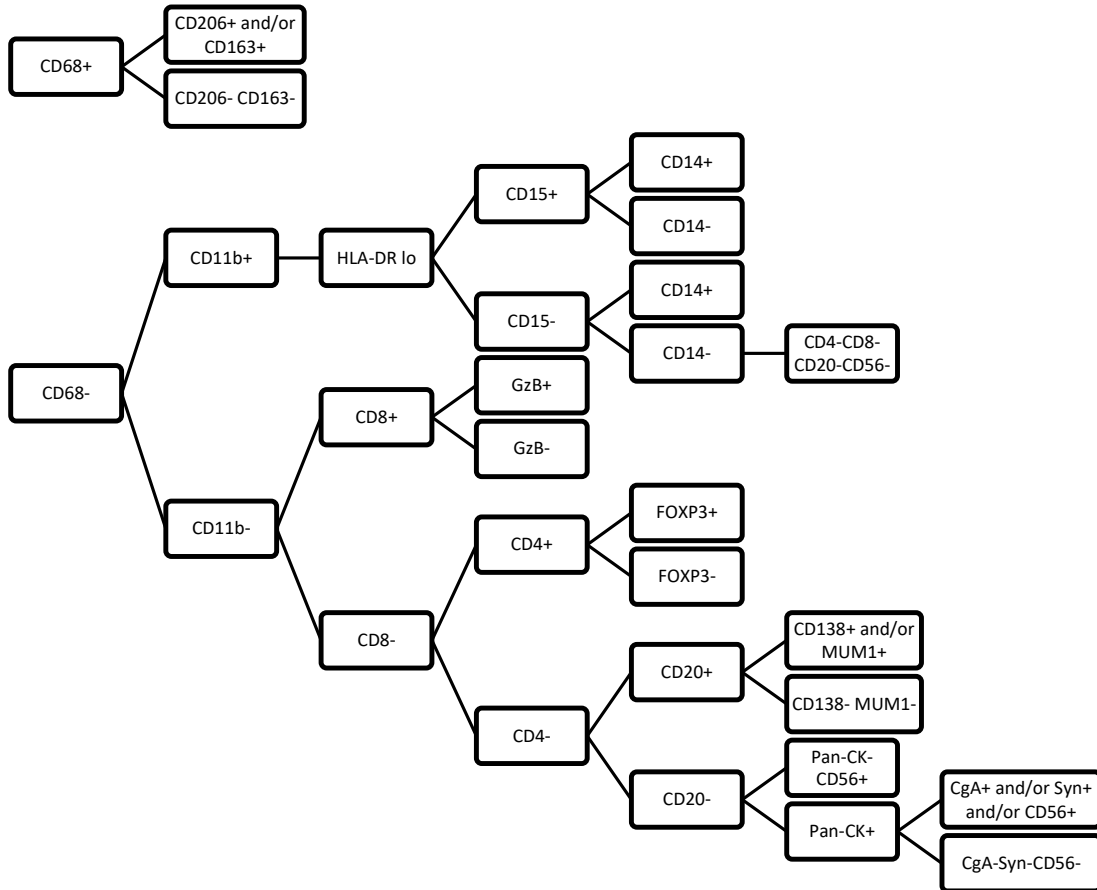 CD68+
CD206+ and/or
CD163+
CD206- CD163-
CD68-
CD11b+
HLA-DR lo
CD15+
CD14+
CD14-
CD15-
CD14+
CD14-
CD4-CD8-
CD20-CD56-
CD11b-
CD8+
GzB+
GzB-
CD8-
CD4+
FOXP3+
FOXP3-
CD4-
CD20+
CD138+ and/or
MUM1+
CD138- MUM1-
CD20-
Pan-CK-
CD56+
Pan-CK+
CgA+ and/or Syn+
and/or CD56+
CgA-Syn-CD56-